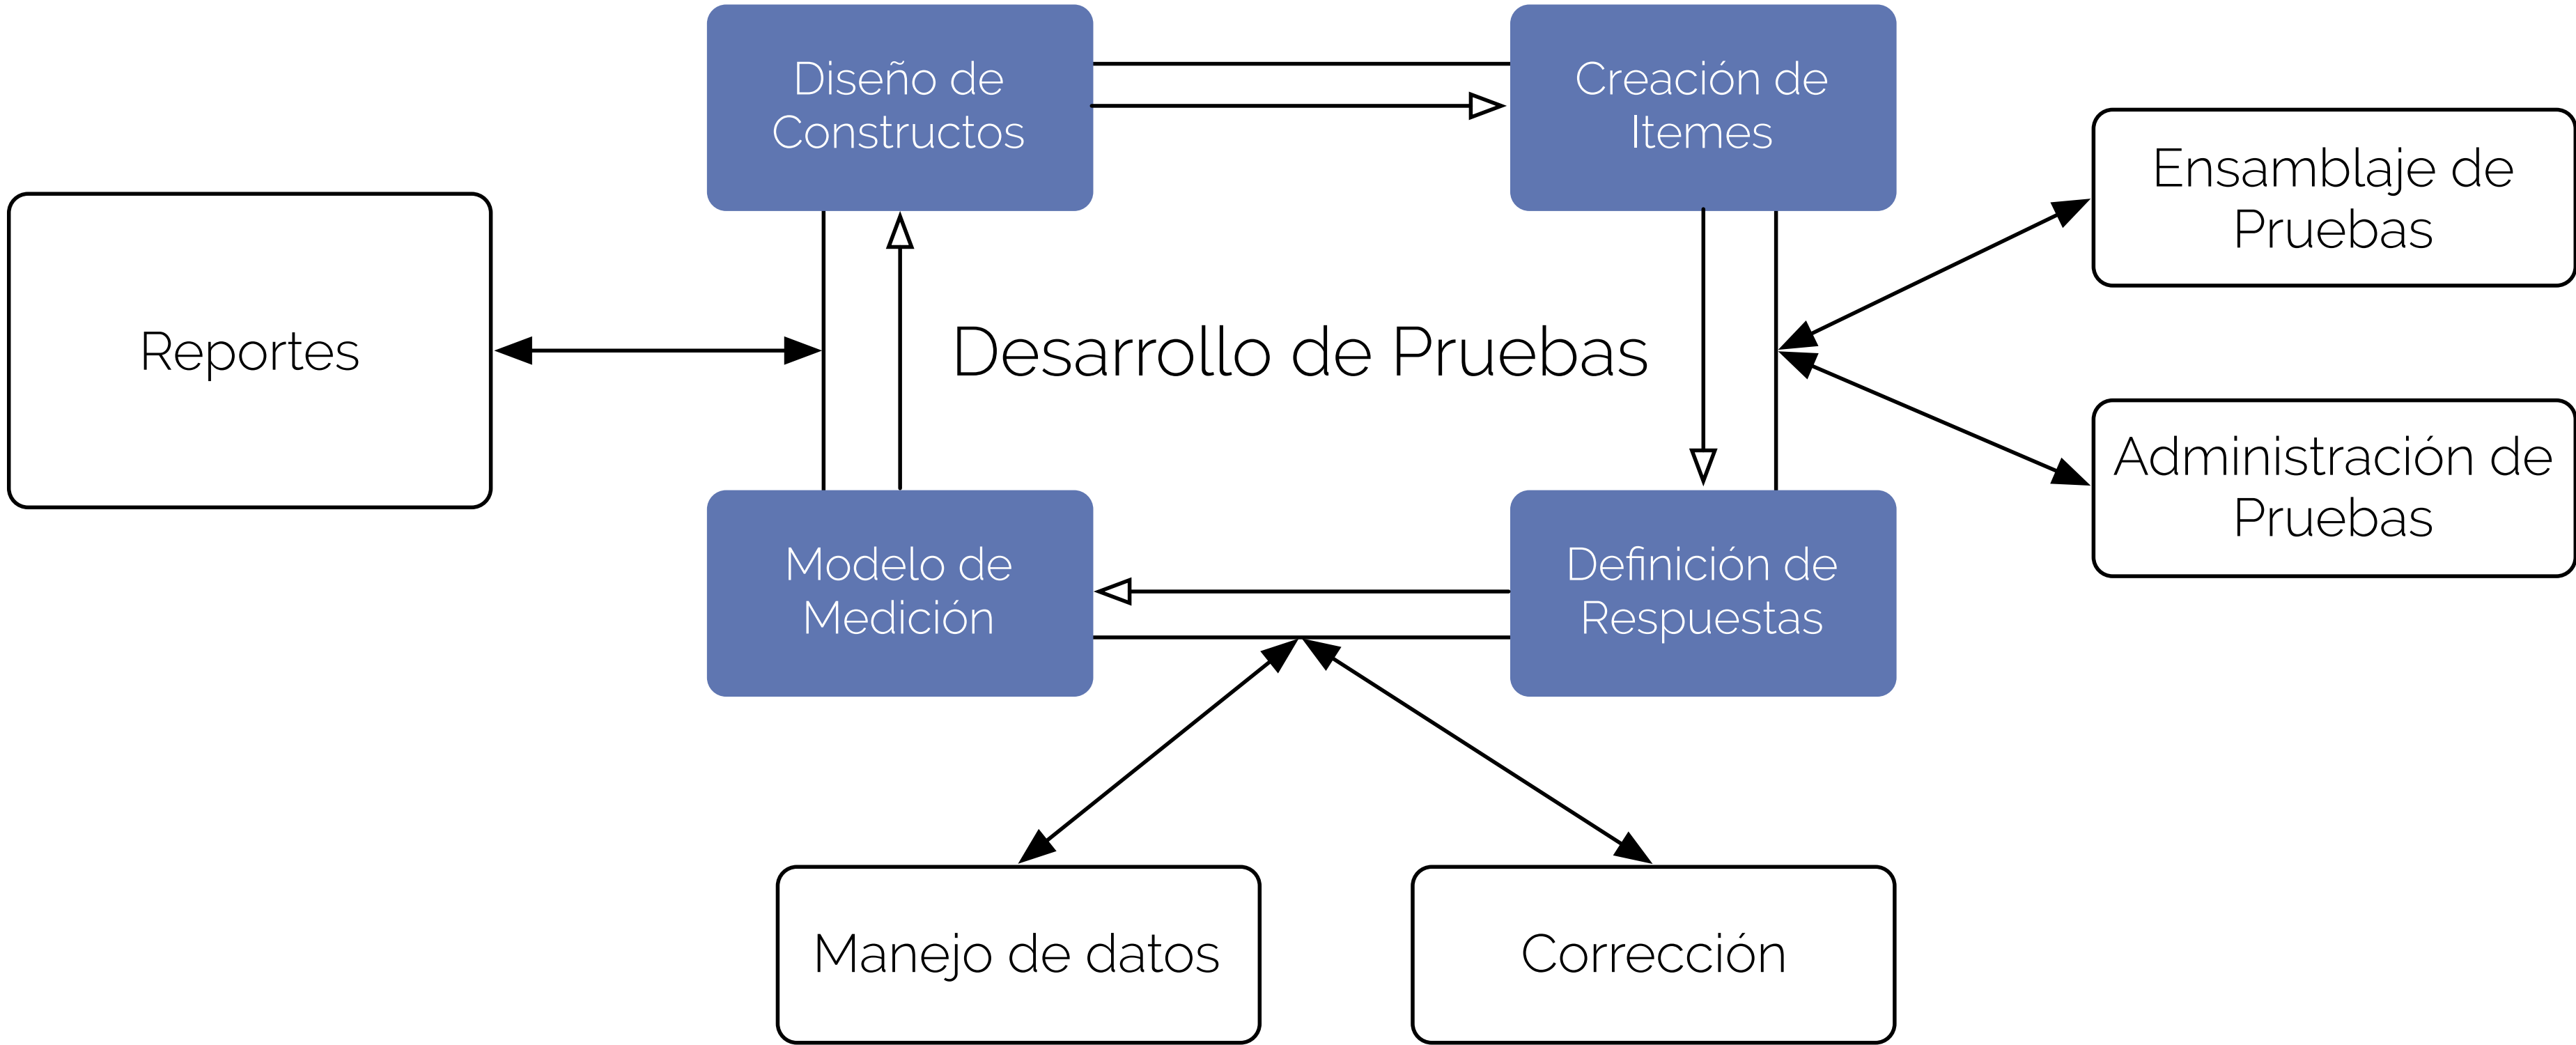 Diseño de
Constructos
Creación de
Itemes
Ensamblaje de
Pruebas
Reportes
Desarrollo de Pruebas
Administración de
Pruebas
Modelo de
Medición
Definición de
Respuestas
Manejo de datos
Corrección